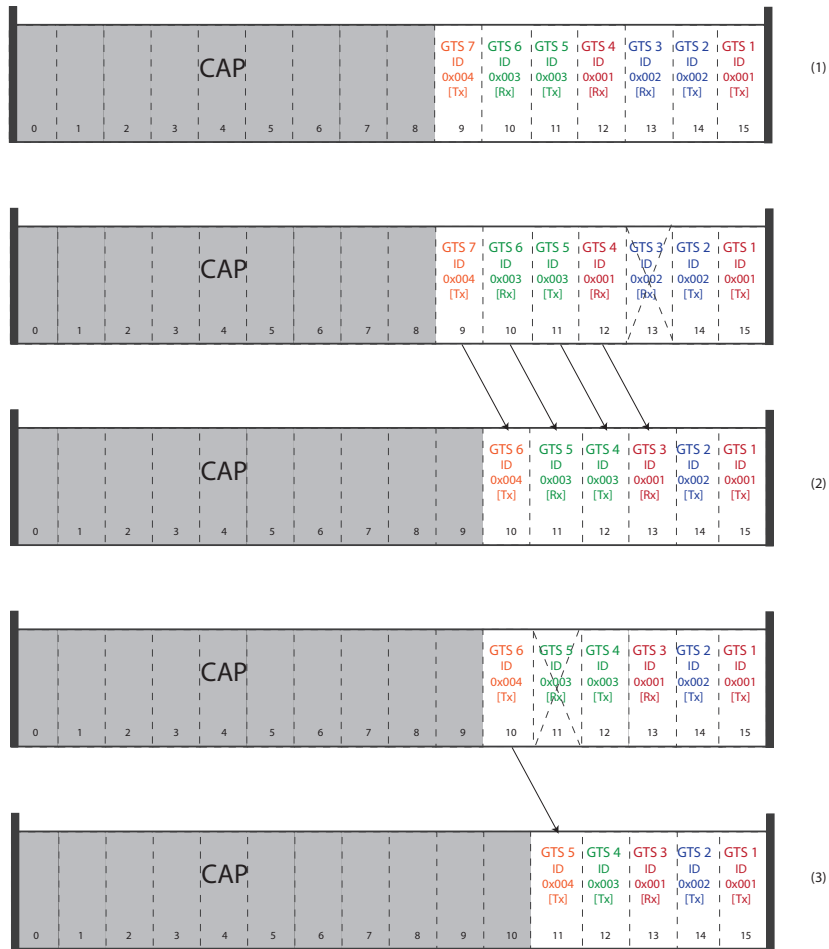 GTS 7 GTS 6 GTS 5 GTS 4 GTS 3 GTS 2 GTS 1
ID ID ID ID ID ID ID
CAP
(1)
0x004 0x003 0x003 0x001 0x002 0x002 0x001
[Tx] [Rx] [Tx] [Rx] [Rx] [Tx] [Tx]
0 1 2 3 4 5 6 7 8 9 10 11 12 13 14 15
GTS 7 GTS 6 GTS 5 GTS 4 GTS 3 GTS 2 GTS 1
ID ID ID ID ID ID ID
CAP
0x004 0x003 0x003 0x001 0x002 0x002 0x001
[Tx] [Rx] [Tx] [Rx] [Rx] [Tx] [Tx]
0 1 2 3 4 5 6 7 8 9 10 11 12 13 14 15
GTS 6 GTS 5 GTS 4 GTS 3 GTS 2 GTS 1
ID ID ID ID ID ID
CAP
0x004 0x003 0x003 0x001 0x002 0x001
(2)
[Tx] [Rx] [Tx] [Rx] [Tx] [Tx]
0 1 2 3 4 5 6 7 8 9 10 11 12 13 14 15
GTS 6 GTS 5 GTS 4 GTS 3 GTS 2 GTS 1
ID ID ID ID ID ID
CAP
0x004 0x003 0x003 0x001 0x002 0x001
[Tx] [Rx] [Tx] [Rx] [Tx] [Tx]
0 1 2 3 4 5 6 7 8 9 10 11 12 13 14 15
GTS 5 GTS 4 GTS 3 GTS 2 GTS 1
ID ID ID ID ID
CAP
(3)
0x004 0x003 0x001 0x002 0x001
[Tx] [Tx] [Rx] [Tx] [Tx]
0 1 2 3 4 5 6 7 8 9 10 11 12 13 14 15